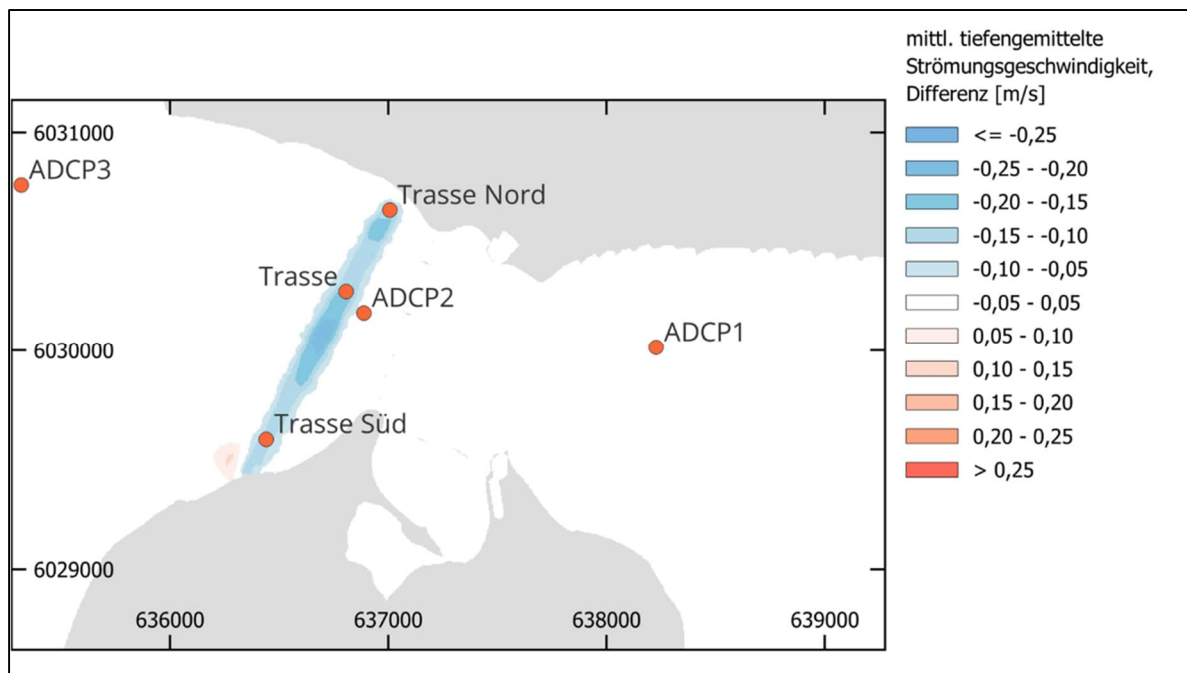 mittl. tiefengemittelte
Strömungsgeschwindigkeit,
Differenz [m/s]
<= -0,25
-0,25 - -0,20
-0,20 - -0,15
-0,15 - -0,10
-0,10 - -0,05
-0,05 - 0,05
0,05 - 0,10
0,10 - 0,15
0,15 - 0,20
0,20 - 0,25
> 0,25
6031000
ADCP3
Trasse Nord
Trasse
ADCP2
ADCP1
6030000
Trasse Süd
6029000
636000 637000 638000 639000